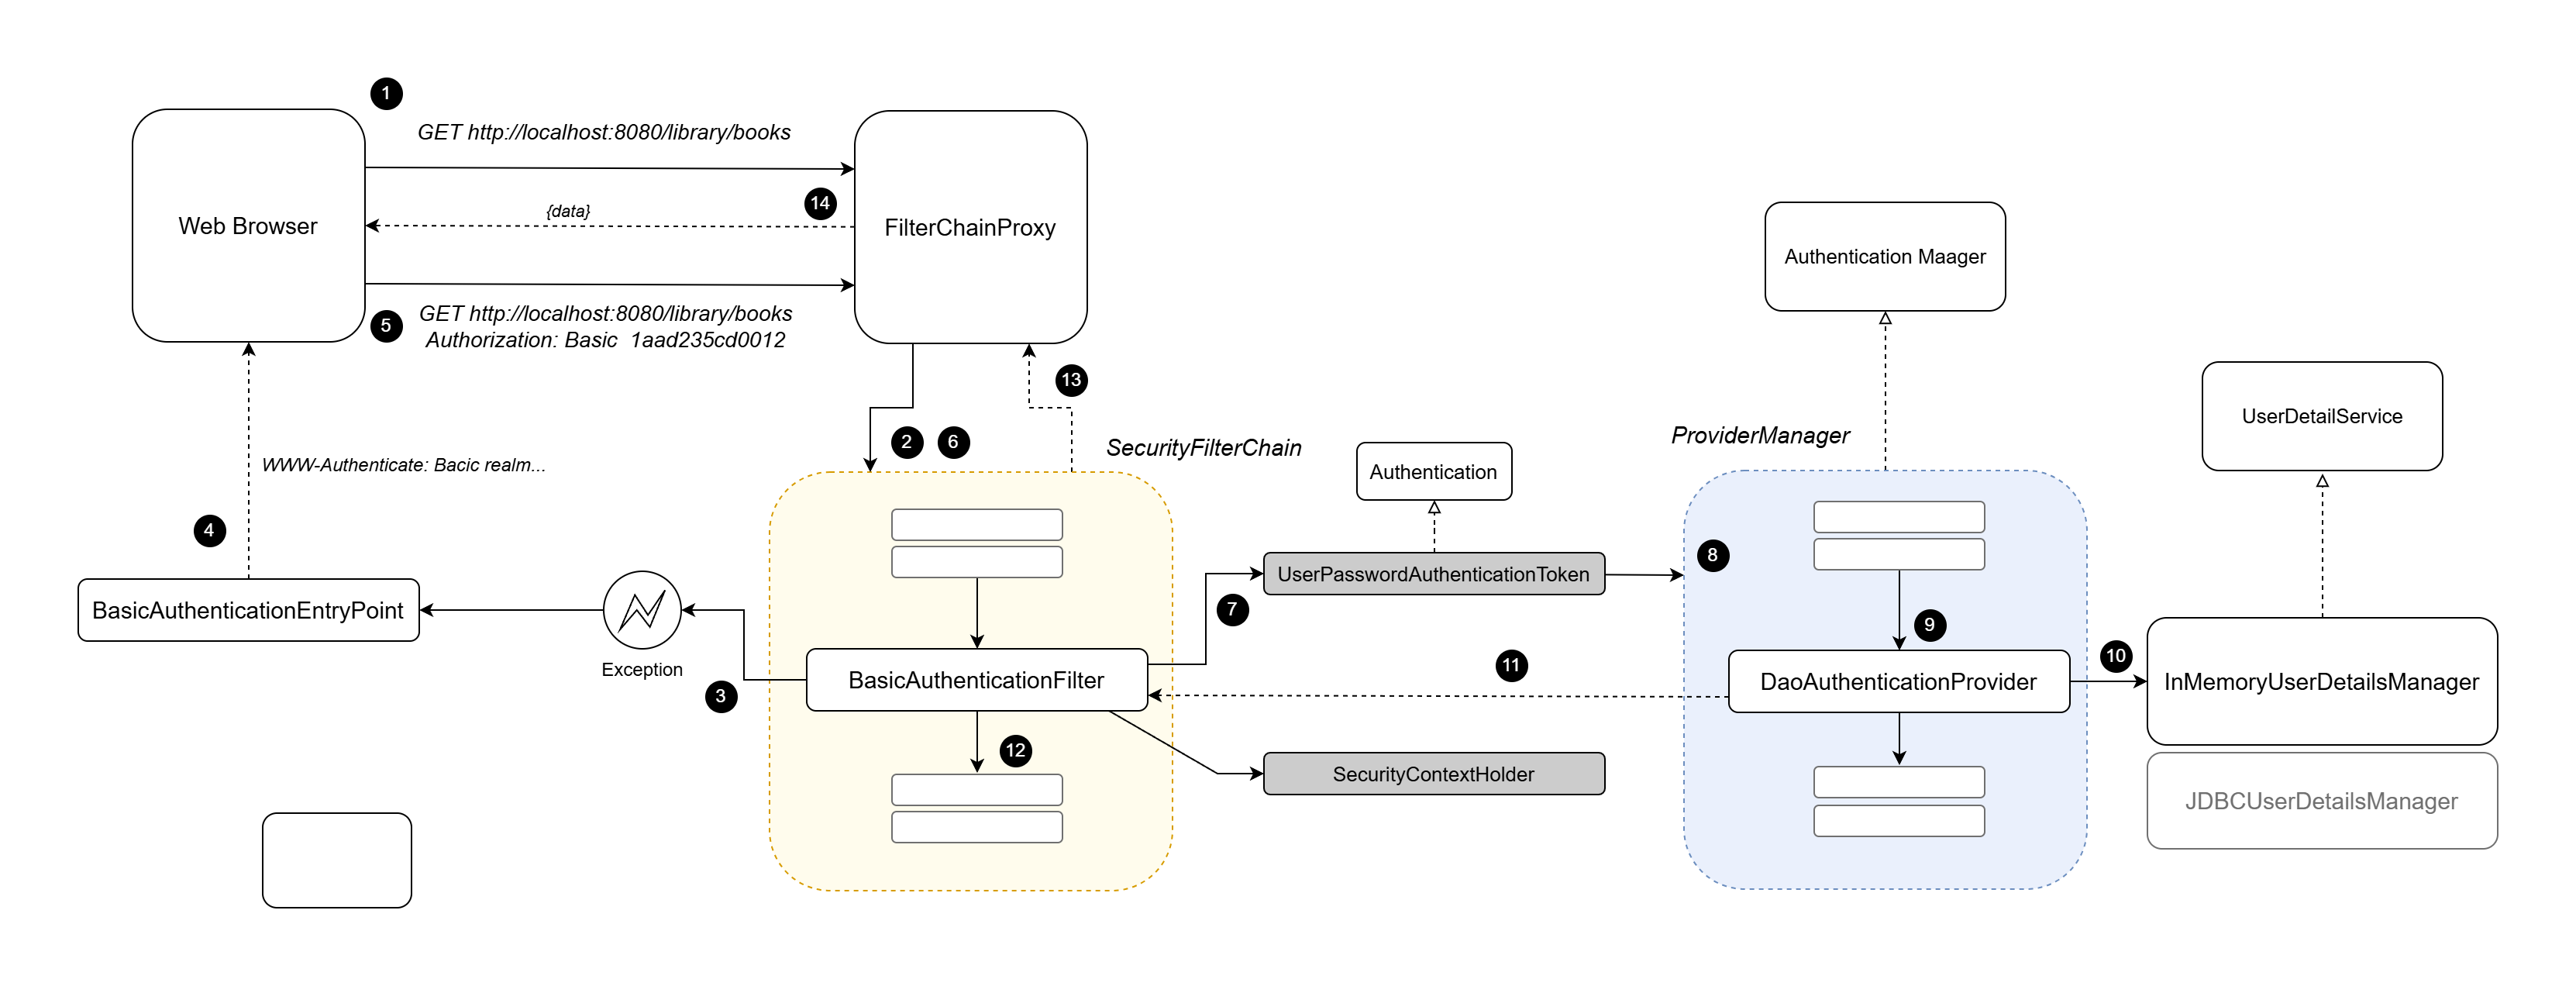 1
GET http://localhost:8080/library/books
Web Browser
{data}
14
FilterChainProxy
5
GET http://localhost:8080/library/books
Authorization: Basic  1aad235cd0012
Authentication Maager
13
2
6
SecurityFilterChain
ProviderManager
UserDetailService
WWW-Authenticate: Bacic realm...
Authentication
4
UserPasswordAuthenticationToken
8
BasicAuthenticationEntryPoint
7
9
Exception
3
BasicAuthenticationFilter
11
DaoAuthenticationProvider
10
InMemoryUserDetailsManager
12
SecurityContextHolder
JDBCUserDetailsManager